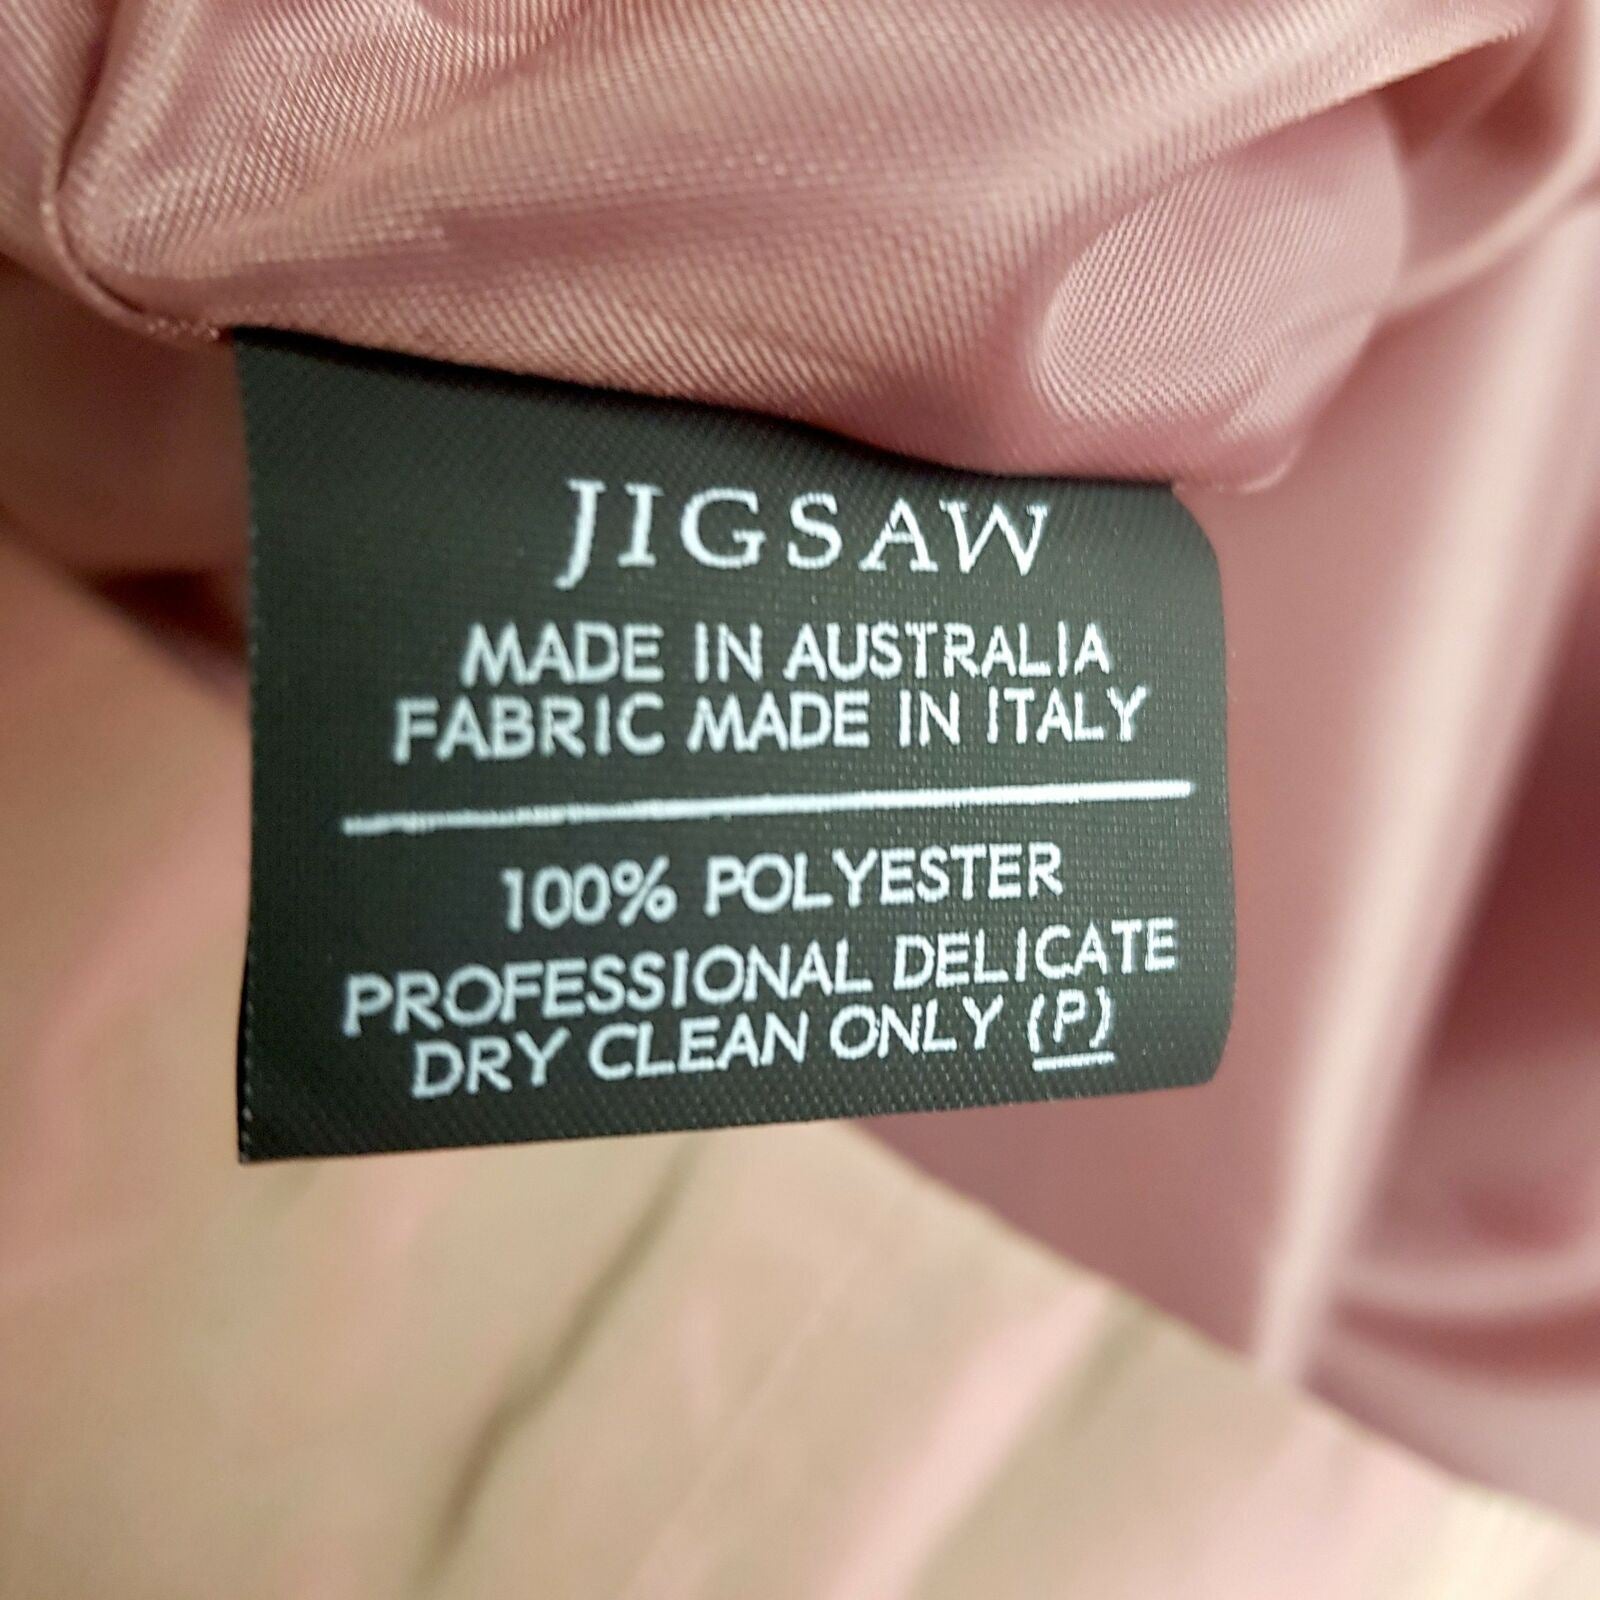 JIGSAW
MADE IN AUSTRALIA
FABRIC MADE IN ITALY
100% POLYESTER
PROFESSIONAL DELICATE
DRY CLEAN ONLY (P)